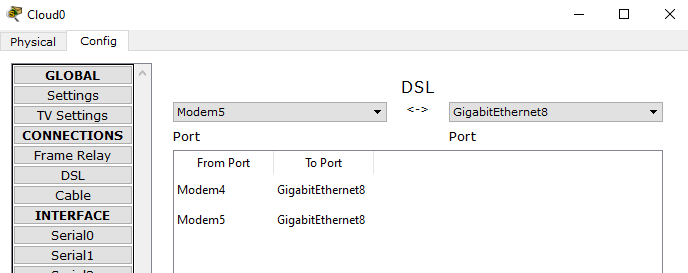 Cloud0
Physical Config
GLOBAL
Settings
TV Settings
CONNECTIONS
Frame Relay
DSL
Cable
INTERFACE
Serial0
Serial1
DSL
Modem5 <-> GigabitEthernet8
Port Port
From Port To Port
Modem4 GigabitEthernet8
Modem5 GigabitEthernet8